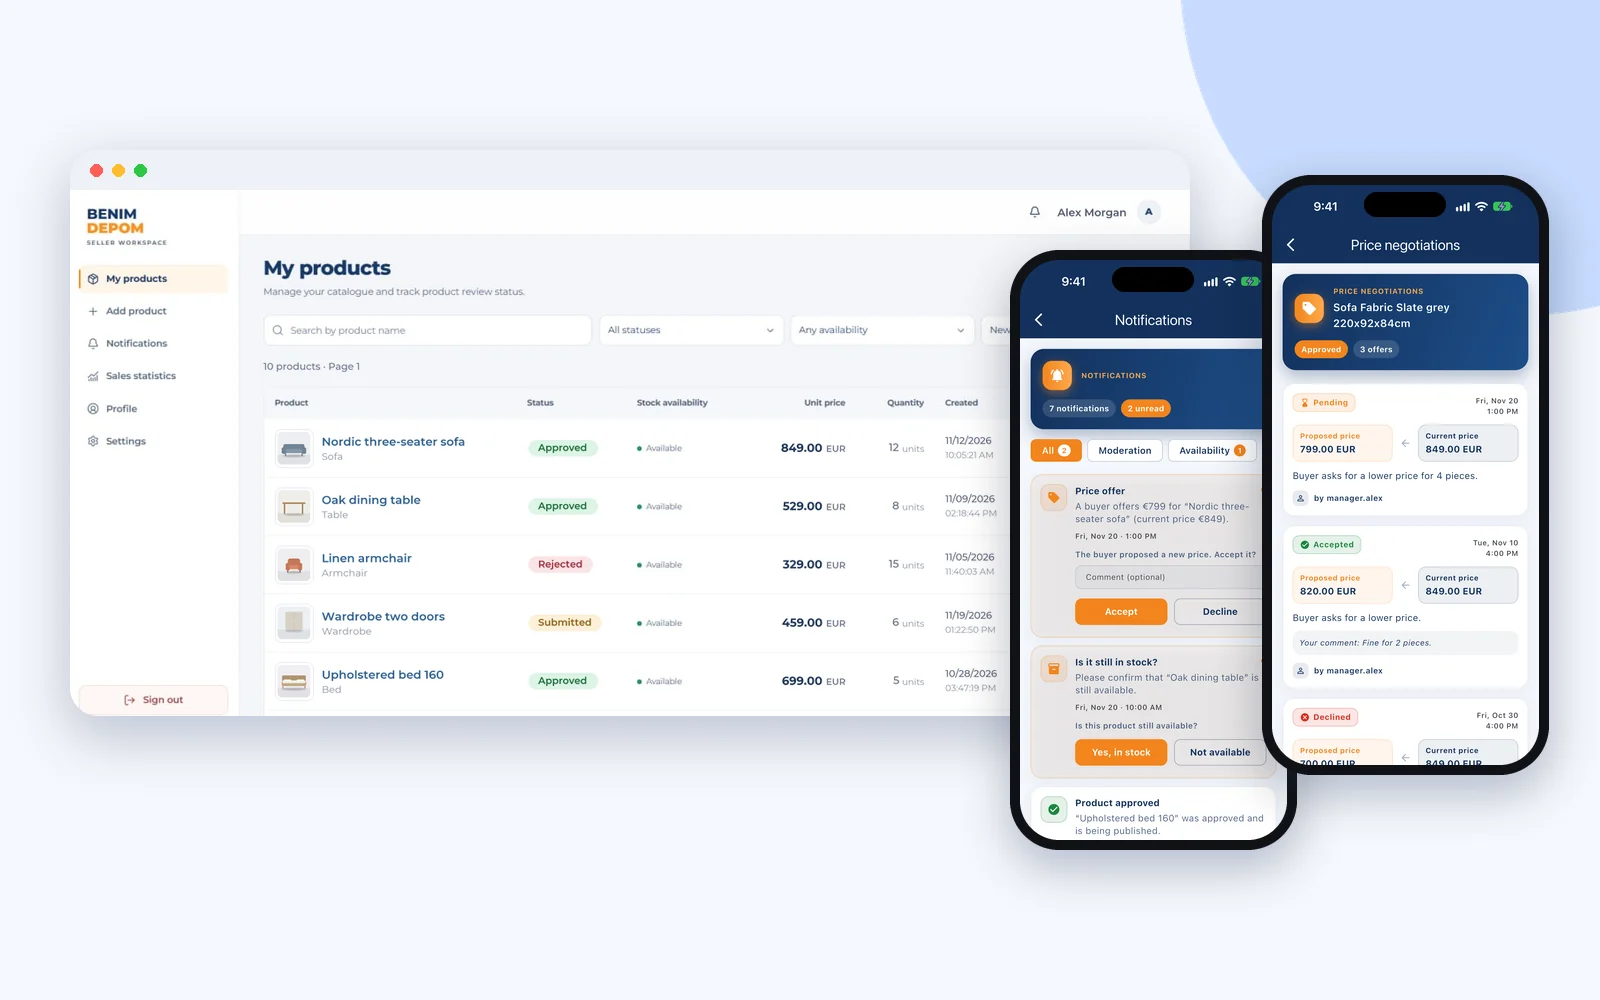 BENIM
DEPOM
SELLER WORKSPACE
My products
Add product
Notifications
Sales statistics
Profile
Settings
Sign out
Alex Morgan A
My products
Manage your catalogue and track product review status.
Search by product name
All statuses
Any availability
New
10 products · Page 1
Product Status Stock availability Unit price Quantity Created
Nordic three-seater sofa
Sofa
Approved Available 849.00 EUR 12 units
11/12/2026
10:05:21 AM
Oak dining table
Table
Approved Available 529.00 EUR 8 units
11/09/2026
02:18:44 PM
Linen armchair
Armchair
Rejected Available 329.00 EUR 15 units
11/05/2026
11:40:03 AM
Wardrobe two doors
Wardrobe
Submitted Available 459.00 EUR 6 units
11/19/2026
01:22:50 PM
Upholstered bed 160
Bed
Approved Available 699.00 EUR 5 units
10/28/2026
03:47:19 PM
9:41
Notifications
NOTIFICATIONS
7 notifications 2 unread
All 2 Moderation Availability 1
Price offer
A buyer offers €799 for “Nordic three-
seater sofa” (current price €849).
Fri, Nov 20 · 1:00 PM
The buyer proposed a new price. Accept it?
Comment (optional)
Accept Decline
Is it still in stock?
Please confirm that “Oak dining table” is
still available.
Fri, Nov 20 · 10:00 AM
Is this product still available?
Yes, in stock Not available
Product approved
“Upholstered bed 160” was approved and
is being published.
9:41
Price negotiations
PRICE NEGOTIATIONS
Sofa Fabric Slate grey
220x92x84cm
Approved 3 offers
Pending
Fri, Nov 20
1:00 PM
Proposed price Current price
799.00 EUR 849.00 EUR
Buyer asks for a lower price for 4 pieces.
by manager.alex
Accepted
Tue, Nov 10
4:00 PM
Proposed price Current price
820.00 EUR 849.00 EUR
Buyer asks for a lower price.
Your comment: Fine for 2 pieces.
by manager.alex
Declined
Fri, Oct 30
4:00 PM
Proposed price Current price
700.00 EUR 849.00 EUR